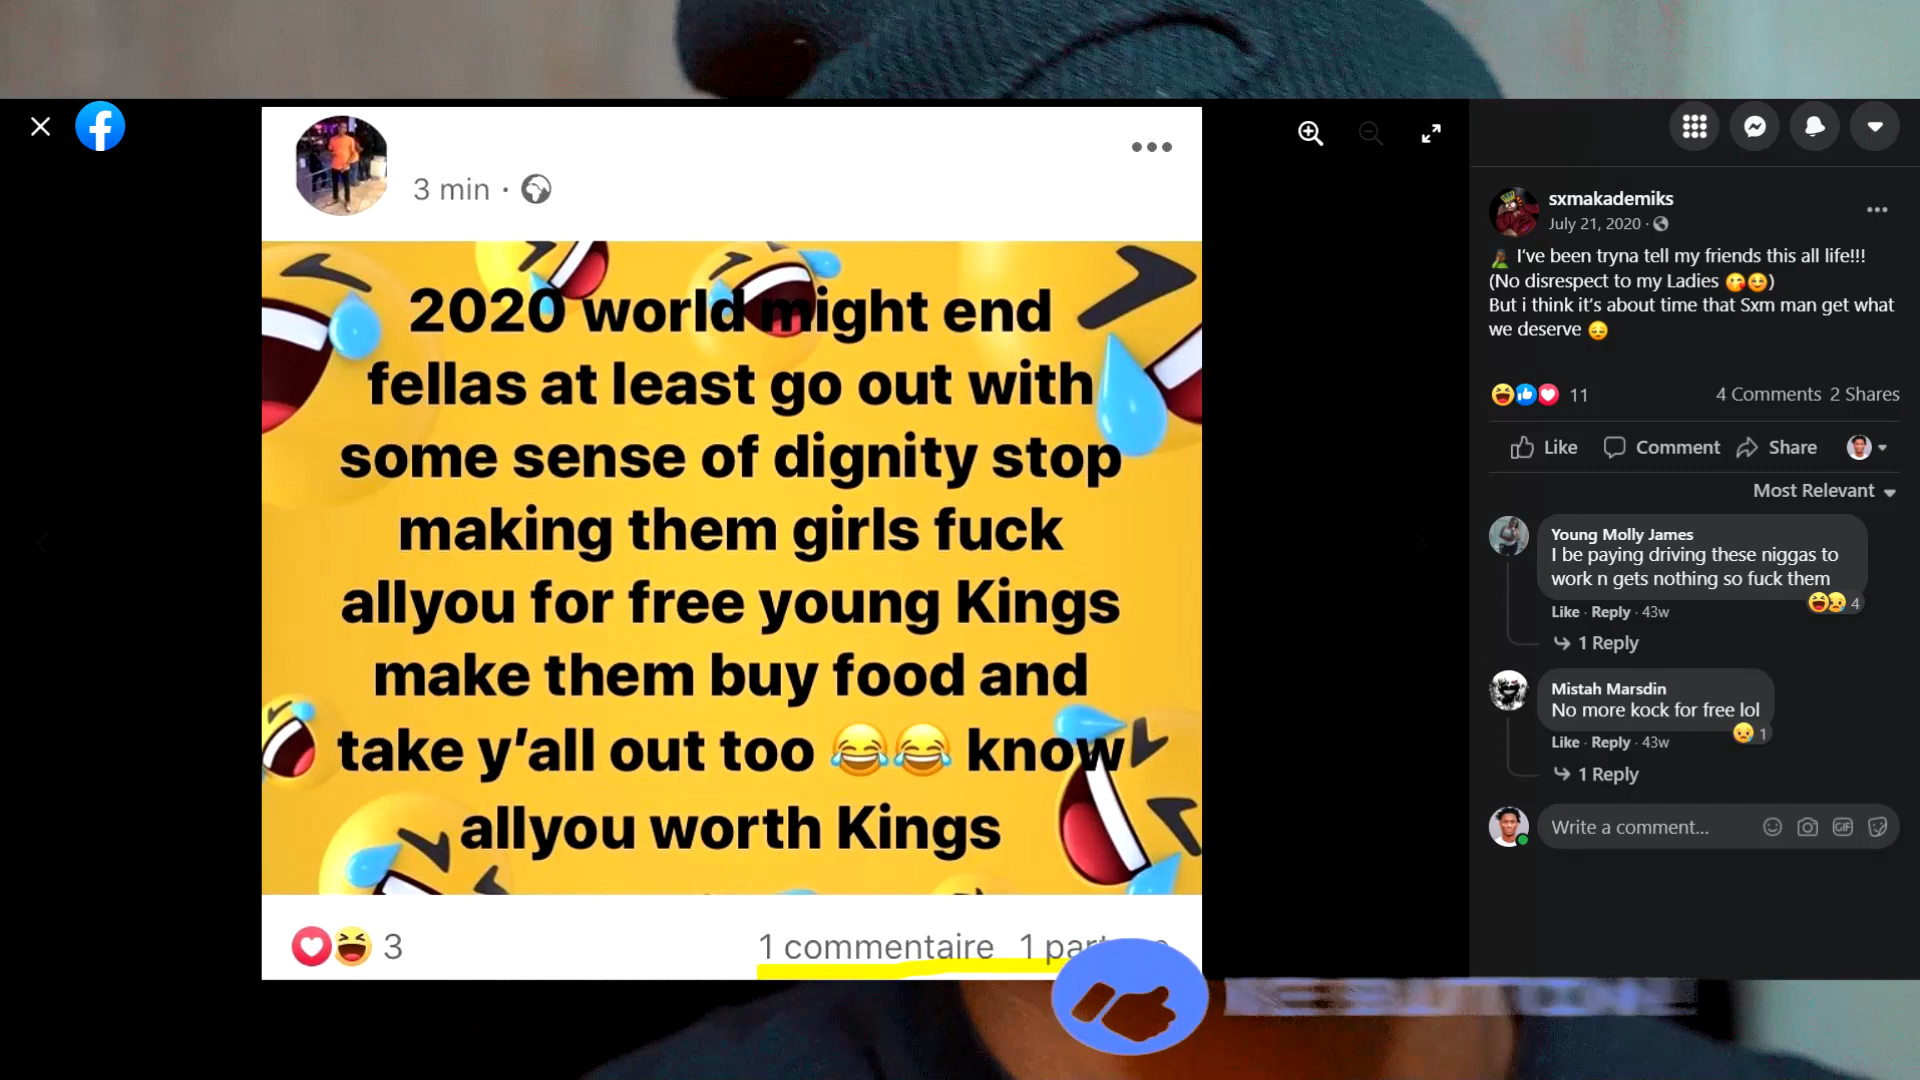 3 min ·
2020 world might end
fellas at least go out with
some sense of dignity stop
making them girls fuck
allyou for free young Kings
make them buy food and
take y'all out too 😂😂 know
allyou worth Kings
3
1 commentaire 1
sxmakademiks
July 21, 2020 ·
I've been tryna tell my friends this all life!!!
(No disrespect to my Ladies 😋☺️)
But i think it's about time that Sxm man get what
we deserve 😔
11
4 Comments 2 Shares
Like Comment Share
Most Relevant
Young Molly James
I be paying driving these niggas to
work n gets nothing so fuck them
4
Like · Reply · 43w
1 Reply
Mistah Marsdin
No more kock for free lol
1
Like · Reply · 43w
1 Reply
Write a comment...
GIF